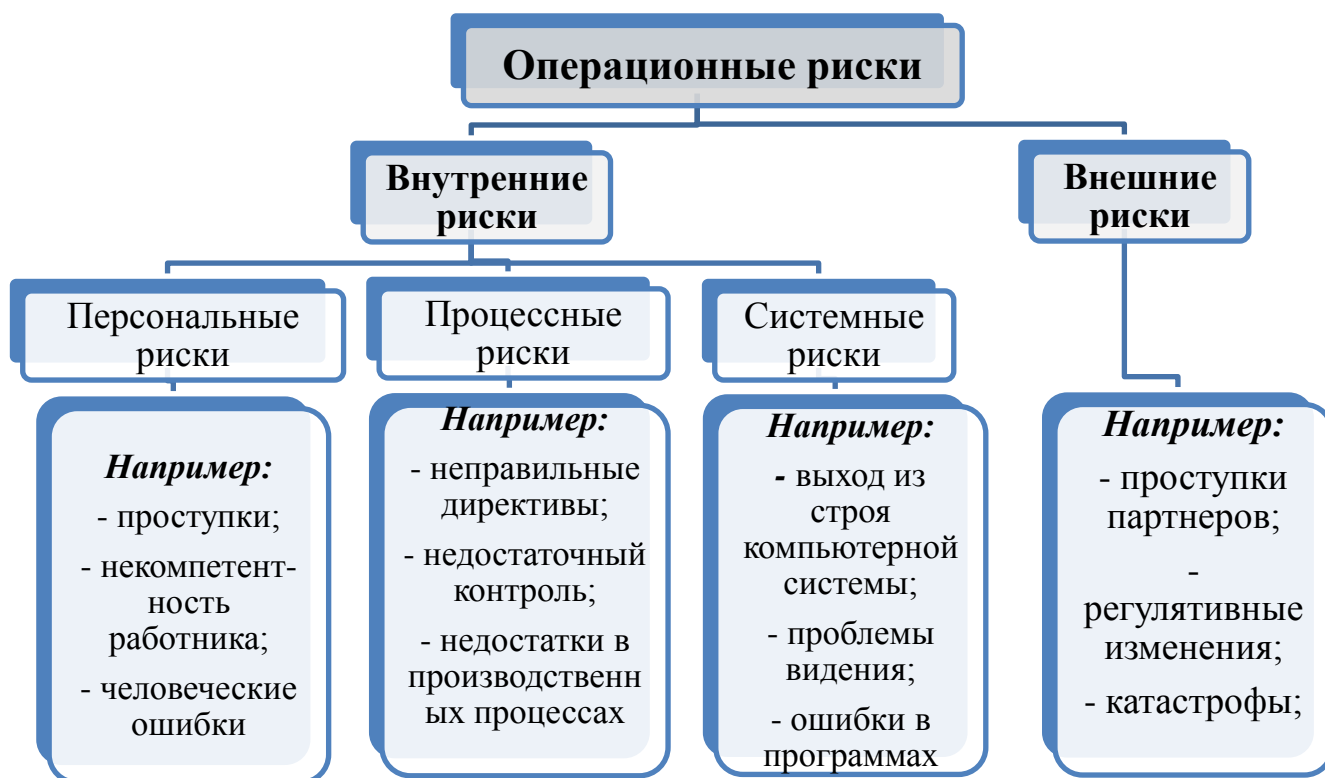 Операционные риски
Внутренние
риски
Внешние
риски
Персональные
риски
Процессные
риски
Системные
риски
Например:
- проступки;
- некомпетент-
ность
работника;
- человеческие
ошибки
Например:
- неправильные
директивы;
- недостаточный
контроль;
- недостатки в
производственн
ых процессах
Например:
- выход из
строя
компьютерной
системы;
- проблемы
видения;
- ошибки в
программах
Например:
- проступки
партнеров;
-
регулятивные
изменения;
- катастрофы;